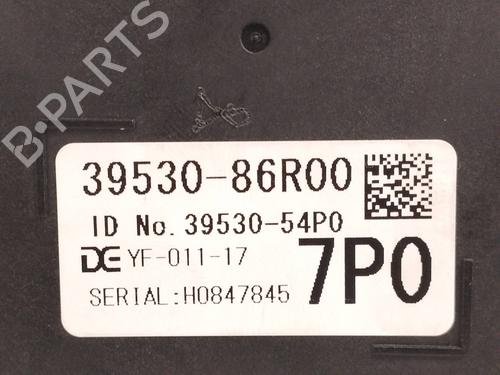 B-PARTS
39530-86R00
ID No. 39530-54P0
DE YF-011-17
7P0
SERIAL:H0847845